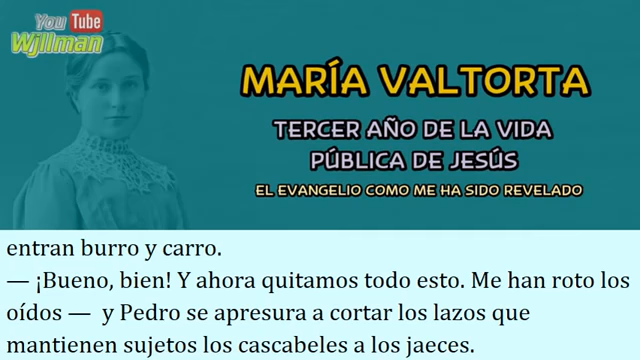 You Tube
Wjllman
MARÍA VALTORTA
TERCER AÑO DE LA VIDA
PÚBLICA DE JESÚS
EL EVANGELIO COMO ME HA SIDO REVELADO
entran burro y carro.
— ¡Bueno, bien! Y ahora quitamos todo esto. Me han roto los
oídos —  y Pedro se apresura a cortar los lazos que
mantienen sujetos los cascabeles a los jaeces.